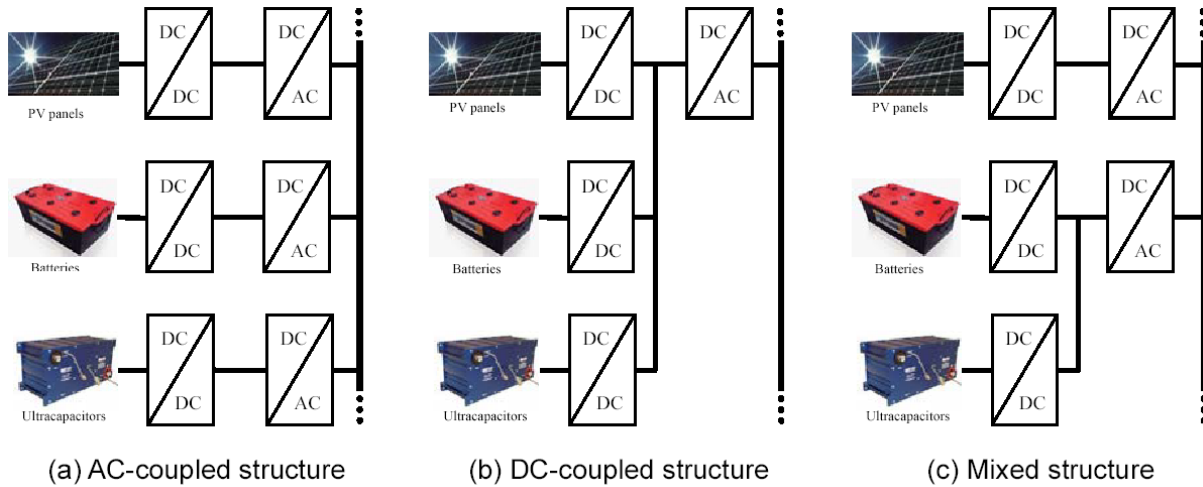 DC
DC
DC
AC
PV panels
DC
DC
DC
AC
Batteries
DC
DC
DC
AC
Ultracapacitors
(a) AC-coupled structure
DC
DC
DC
AC
PV panels
DC
DC
Batteries
DC
DC
Ultracapacitors
(b) DC-coupled structure
DC
DC
DC
AC
PV panels
DC
DC
DC
AC
Batteries
DC
DC
Ultracapacitors
(c) Mixed structure